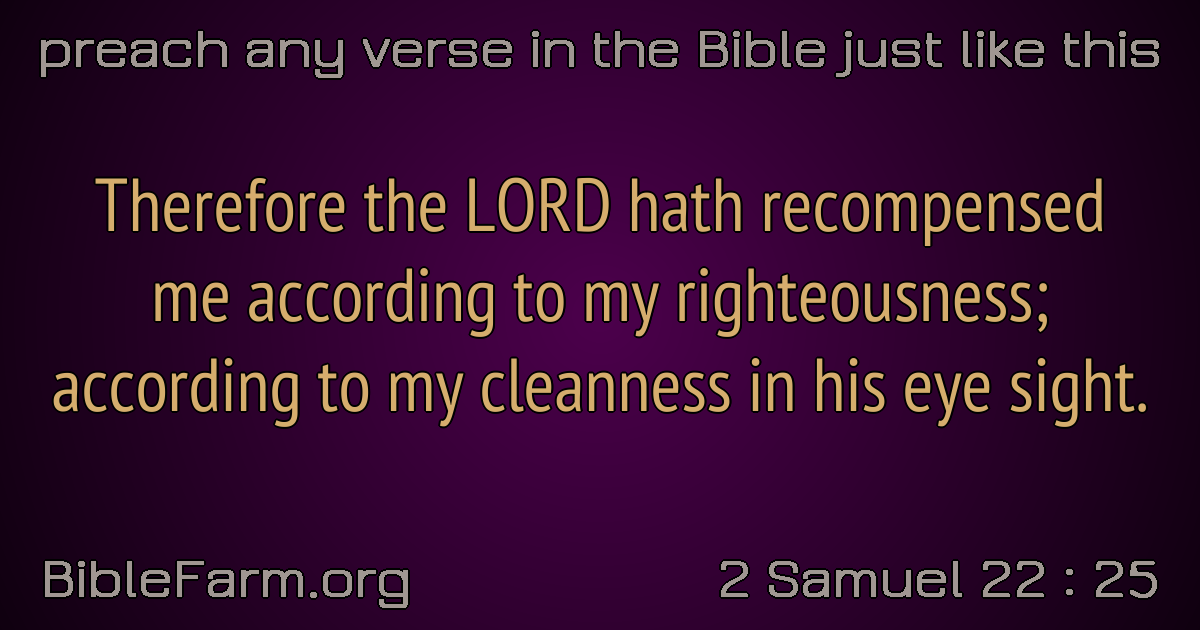 preach any verse in the Bible just like this
Therefore the LORD hath recompensed
me according to my righteousness;
according to my cleanness in his eye sight.
BibleFarm.org
2 Samuel 22 : 25